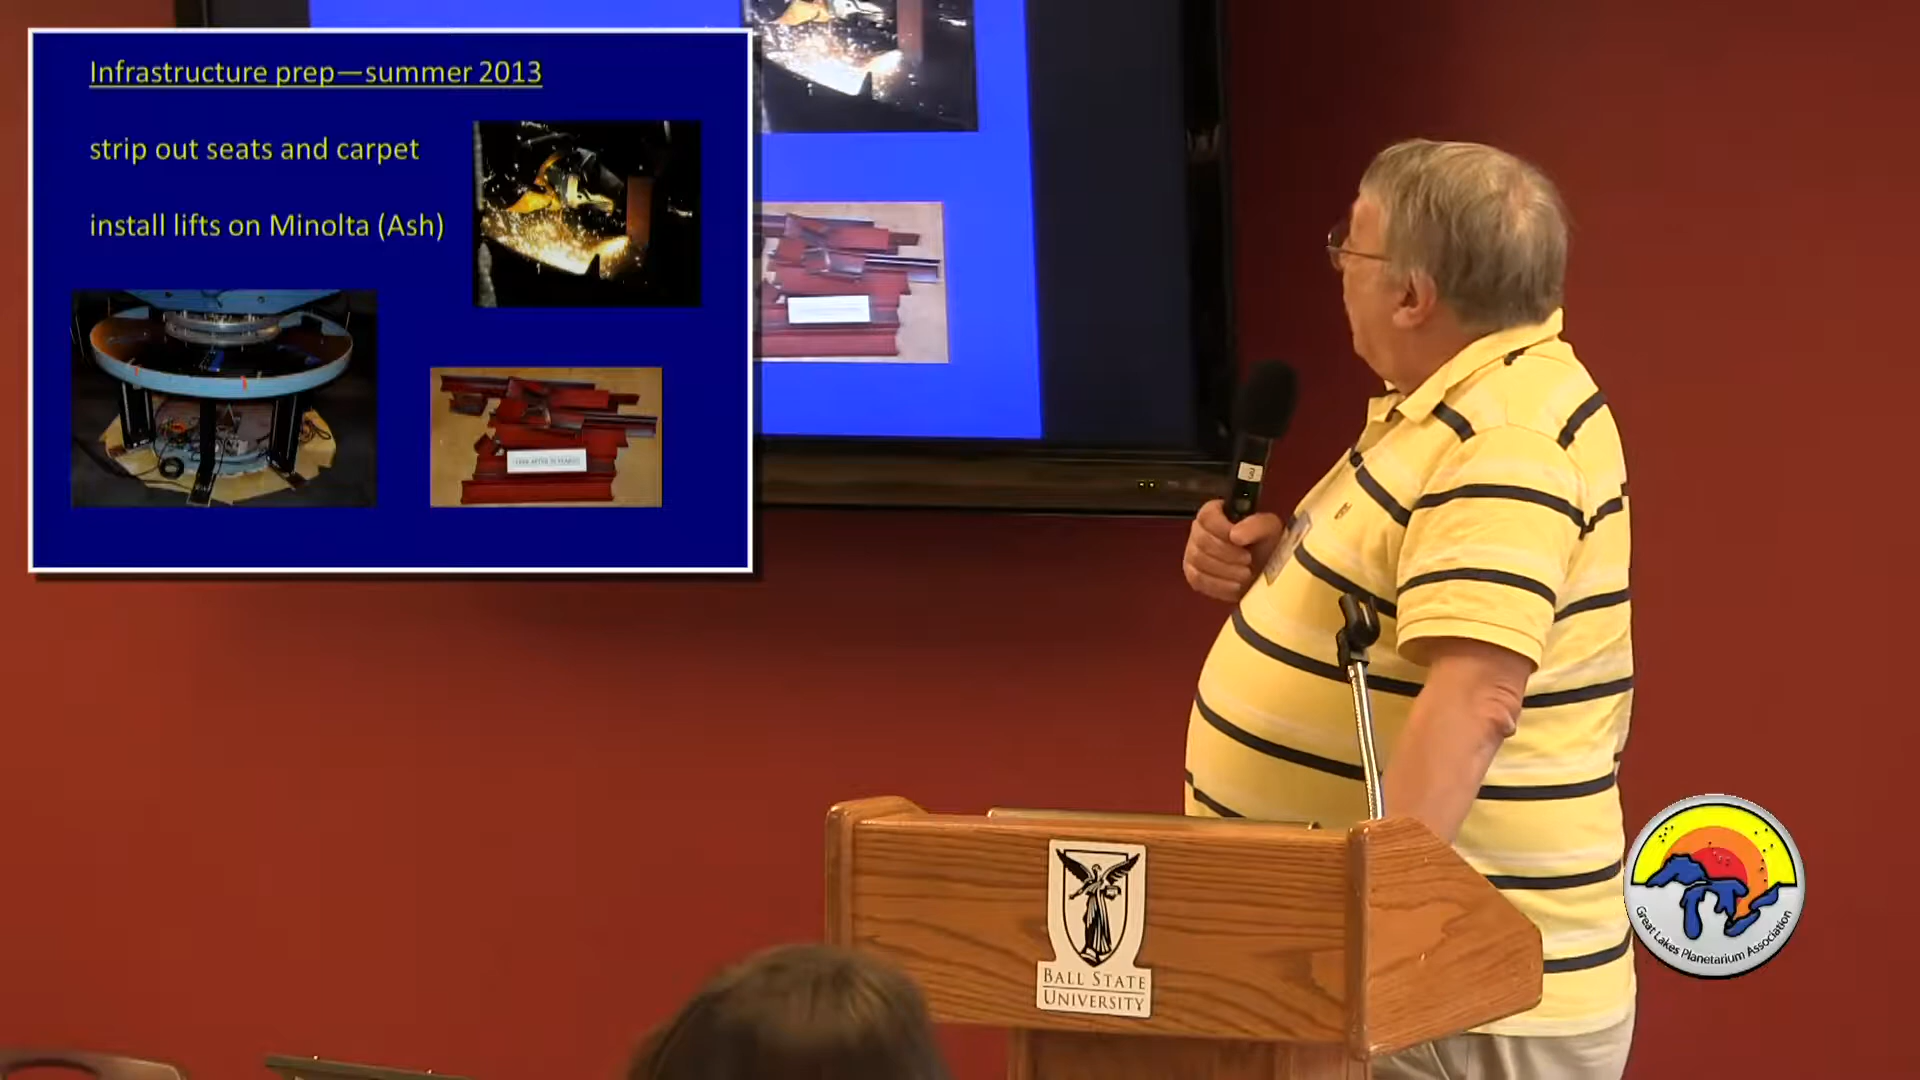 Infrastructure prep—summer 2013
strip out seats and carpet
install lifts on Minolta (Ash)
3
BALL STATE
UNIVERSITY
Great Lakes Planetarium Association